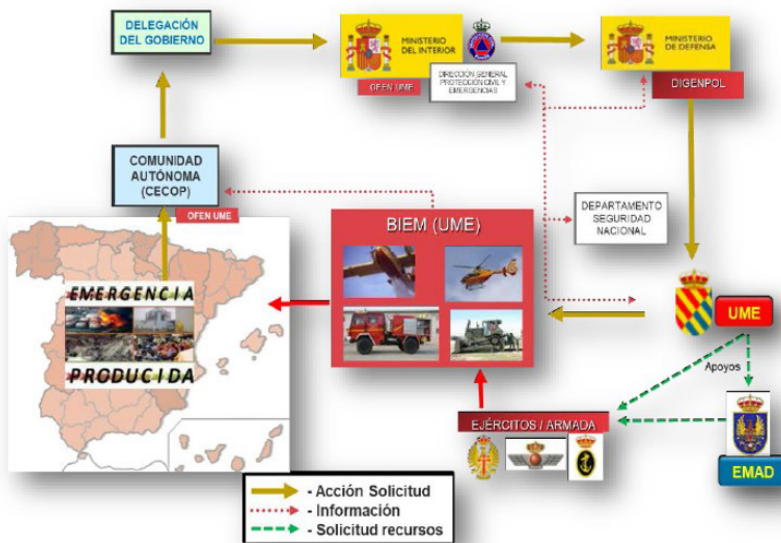 DELEGACIÓN
DEL GOBIERNO
MINISTERIO
DEL INTERIOR
OFEN UME
DIRECCIÓN GENERAL
PROTECCIÓN CIVIL Y
EMERGENCIAS
MINISTERIO
DE DEFENSA
DIGENPOL
COMUNIDAD
AUTÓNOMA
(CECOP)
OFEN UME
BIEM (UME)
DEPARTAMENTO
SEGURIDAD
NACIONAL
EMERGENCIA
PRODUCIDA
UME
Apoyos
EJÉRCITOS / ARMADA
EMAD
- Acción Solicitud
- Información
- Solicitud recursos